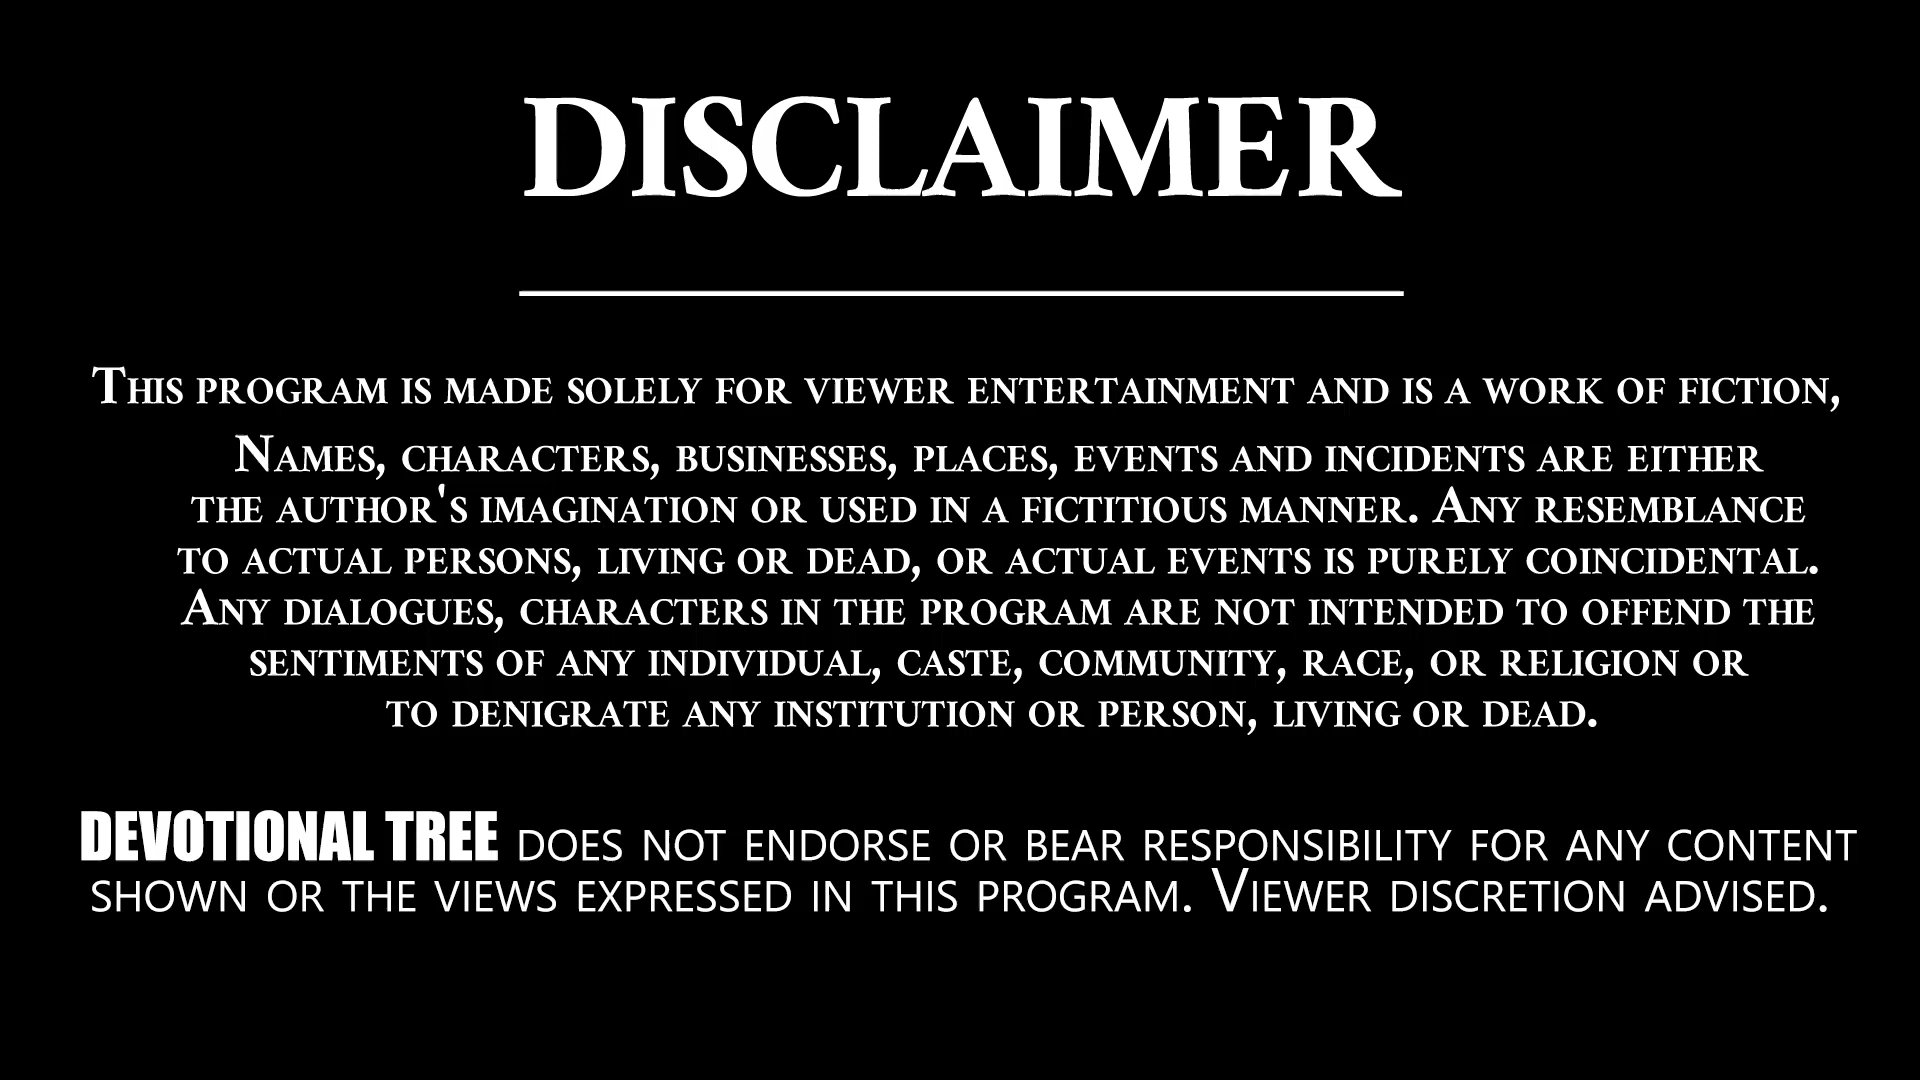 DISCLAIMER
This program is made solely for viewer entertainment and is a work of fiction,
Names, characters, businesses, places, events and incidents are either
the author's imagination or used in a fictitious manner. Any resemblance
to actual persons, living or dead, or actual events is purely coincidental.
Any dialogues, characters in the program are not intended to offend the
sentiments of any individual, caste, community, race, or religion or
to denigrate any institution or person, living or dead.
DEVOTIONAL TREE does not endorse or bear responsibility for any content
shown or the views expressed in this program. Viewer discretion advised.